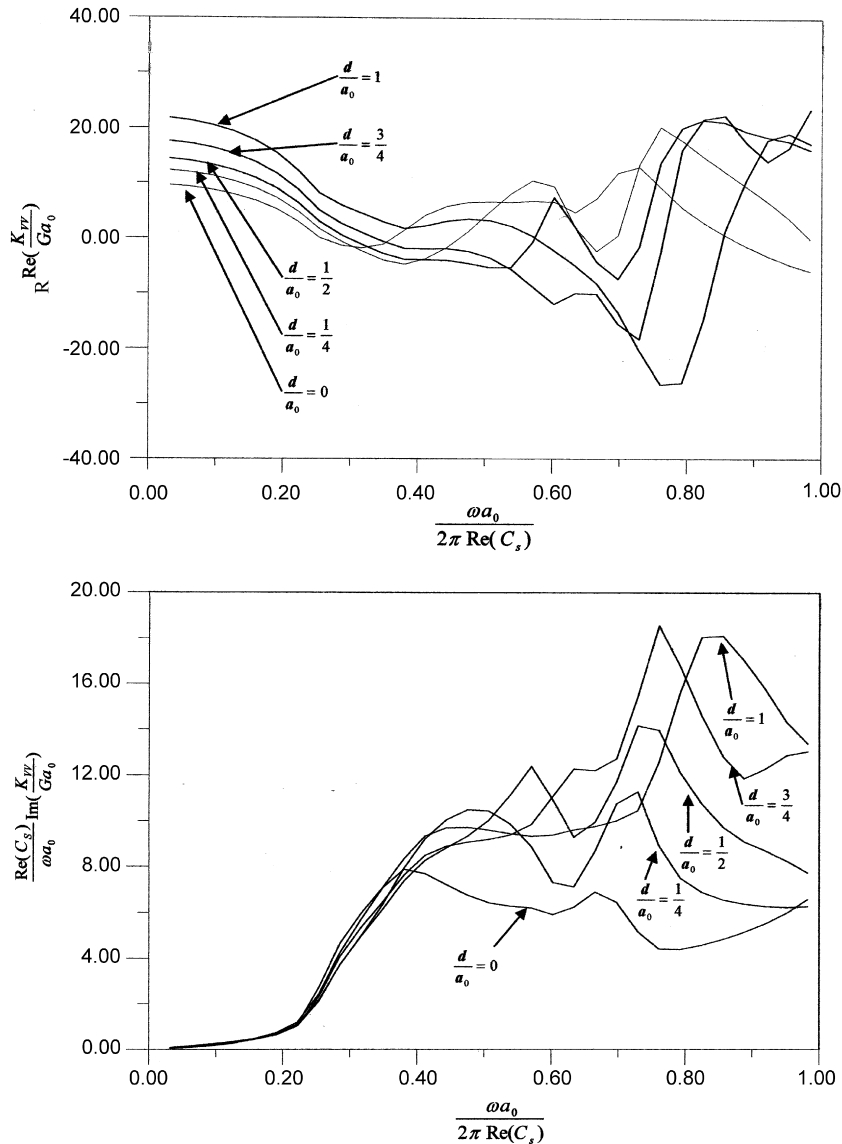 40.00
20.00
0.00
-20.00
-40.00
R Re(K_VV/Ga_0)
d/a_0 = 1
d/a_0 = 3/4
d/a_0 = 1/2
d/a_0 = 1/4
d/a_0 = 0
0.00 0.20 0.40 0.60 0.80 1.00
ωa_0/2π Re(C_s)
20.00
16.00
12.00
8.00
4.00
0.00
Re(C_S)/ωa_0 Im(K_VV/Ga_0)
d/a_0 = 1
d/a_0 = 3/4
d/a_0 = 1/2
d/a_0 = 1/4
d/a_0 = 0
0.00 0.20 0.40 0.60 0.80 1.00
ωa_0/2π Re(C_s)